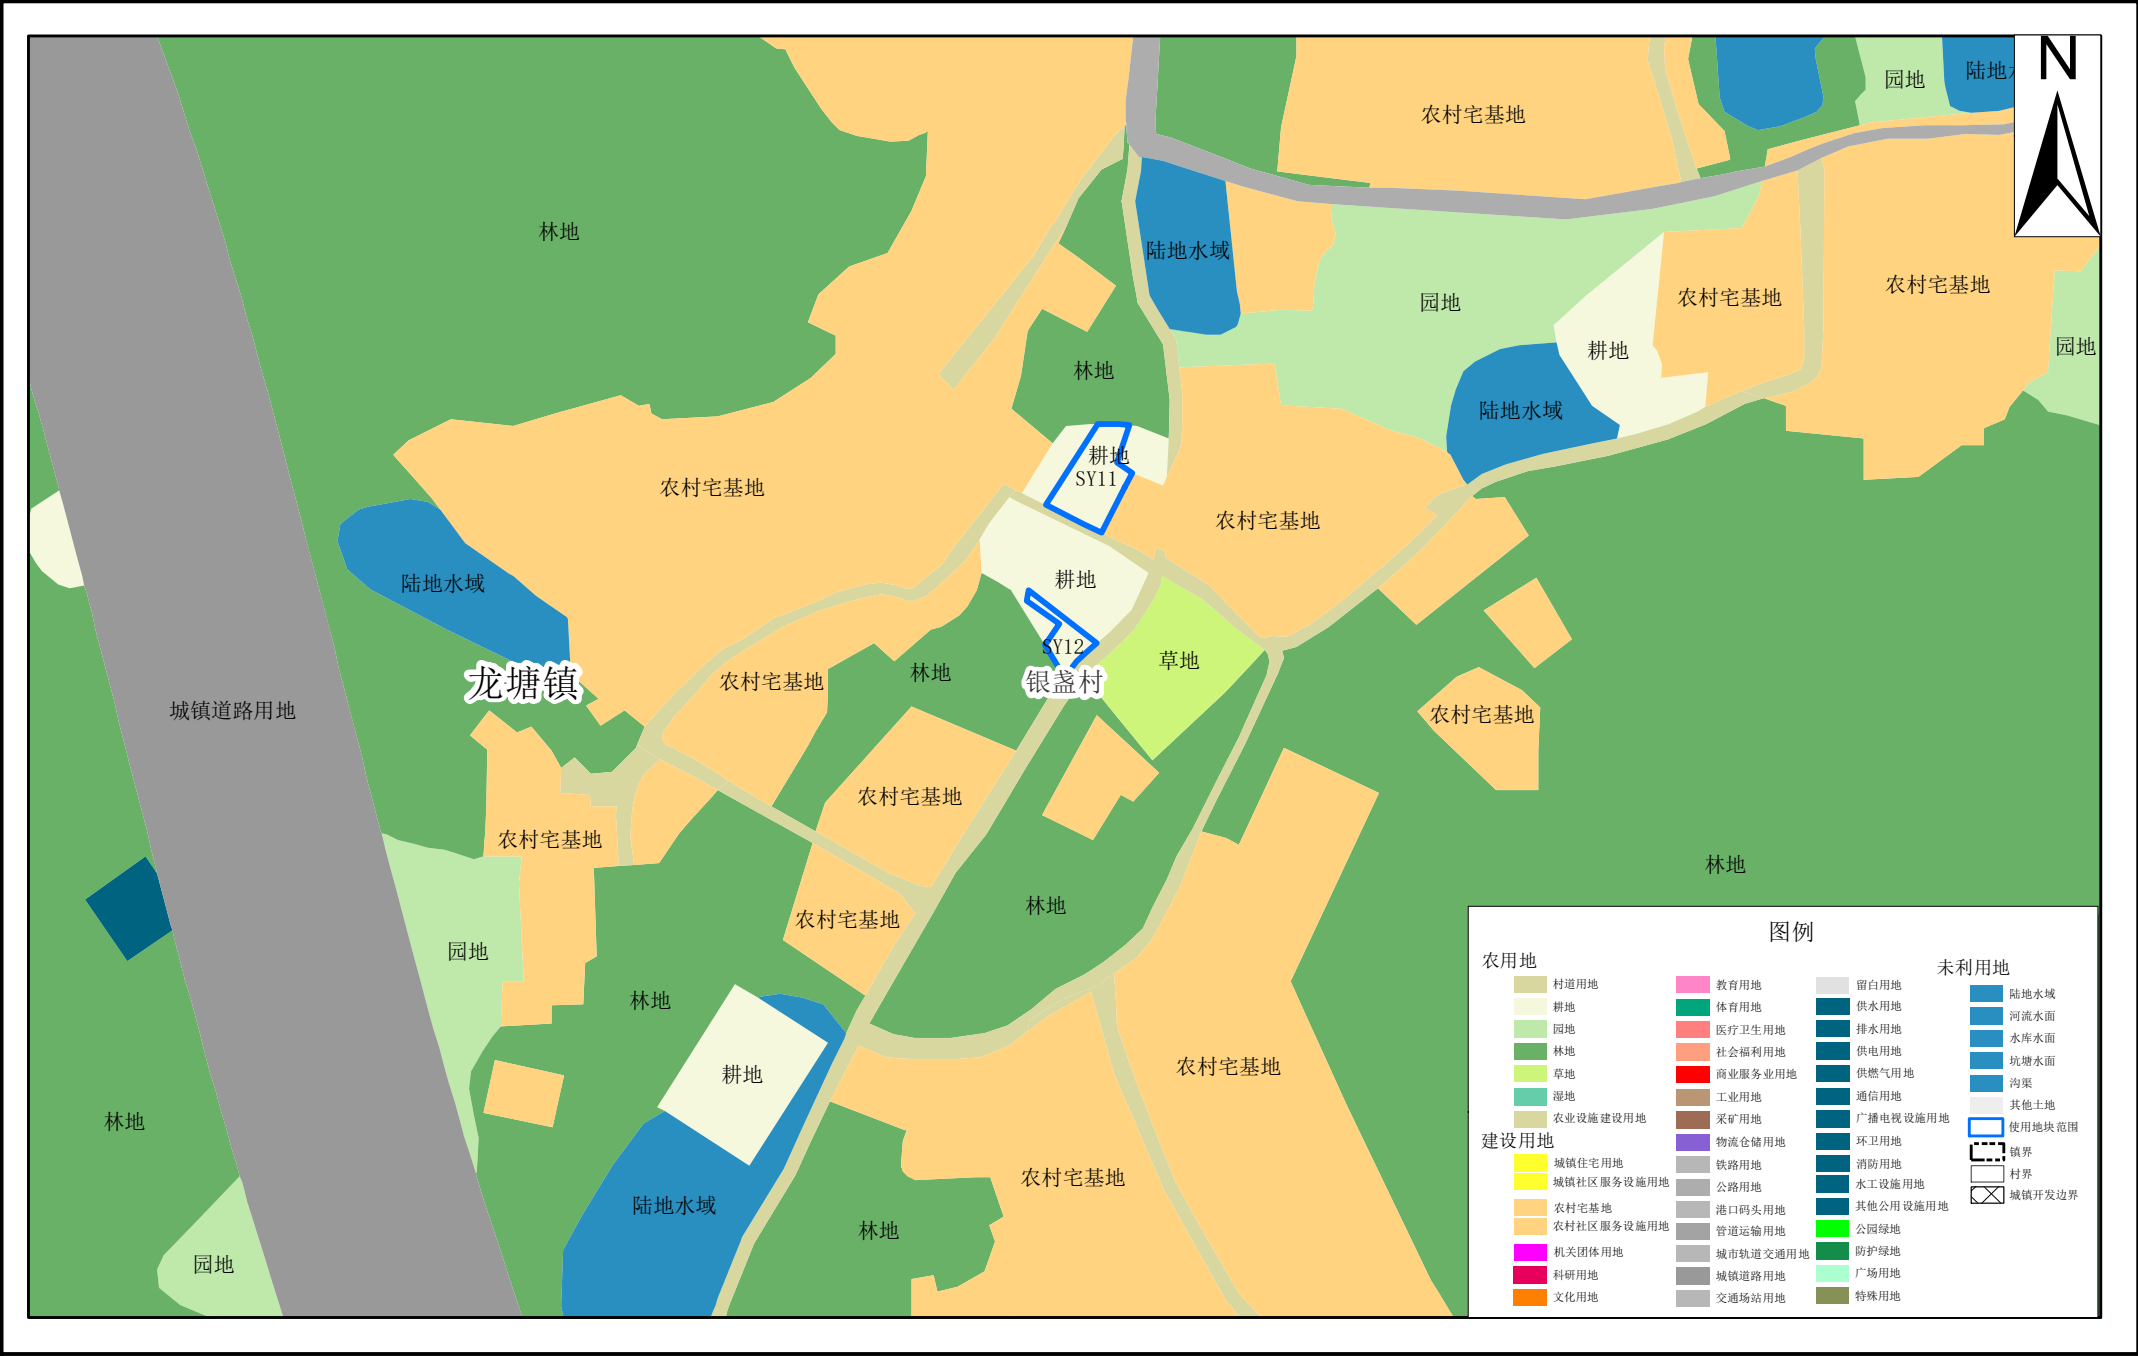 N
园地
陆地
农村宅基地
林地
陆地水域
园地
农村宅基地
农村宅基地
耕地
园地
林地
陆地水域
耕地
SY11
农村宅基地
农村宅基地
陆地水域
耕地
SY12
草地
林地
农村宅基地
银盏村
龙塘镇
城镇道路用地
农村宅基地
农村宅基地
农村宅基地
林地
林地
农村宅基地
园地
林地
耕地
农村宅基地
林地
农村宅基地
陆地水域
林地
园地
图例
农用地
村道用地
耕地
园地
林地
草地
湿地
农业设施建设用地
建设用地
城镇住宅用地
城镇社区服务设施用地
农村宅基地
农村社区服务设施用地
机关团体用地
科研用地
文化用地
教育用地
体育用地
医疗卫生用地
社会福利用地
商业服务业用地
工业用地
采矿用地
物流仓储用地
铁路用地
公路用地
港口码头用地
管道运输用地
城市轨道交通用地
城镇道路用地
交通场站用地
留白用地
供水用地
排水用地
供电用地
供燃气用地
通信用地
广播电视设施用地
环卫用地
消防用地
水工设施用地
其他公用设施用地
公园绿地
防护绿地
广场用地
特殊用地
未利用地
陆地水域
河流水面
水库水面
坑塘水面
沟渠
其他土地
使用地块范围
镇界
村界
城镇开发边界